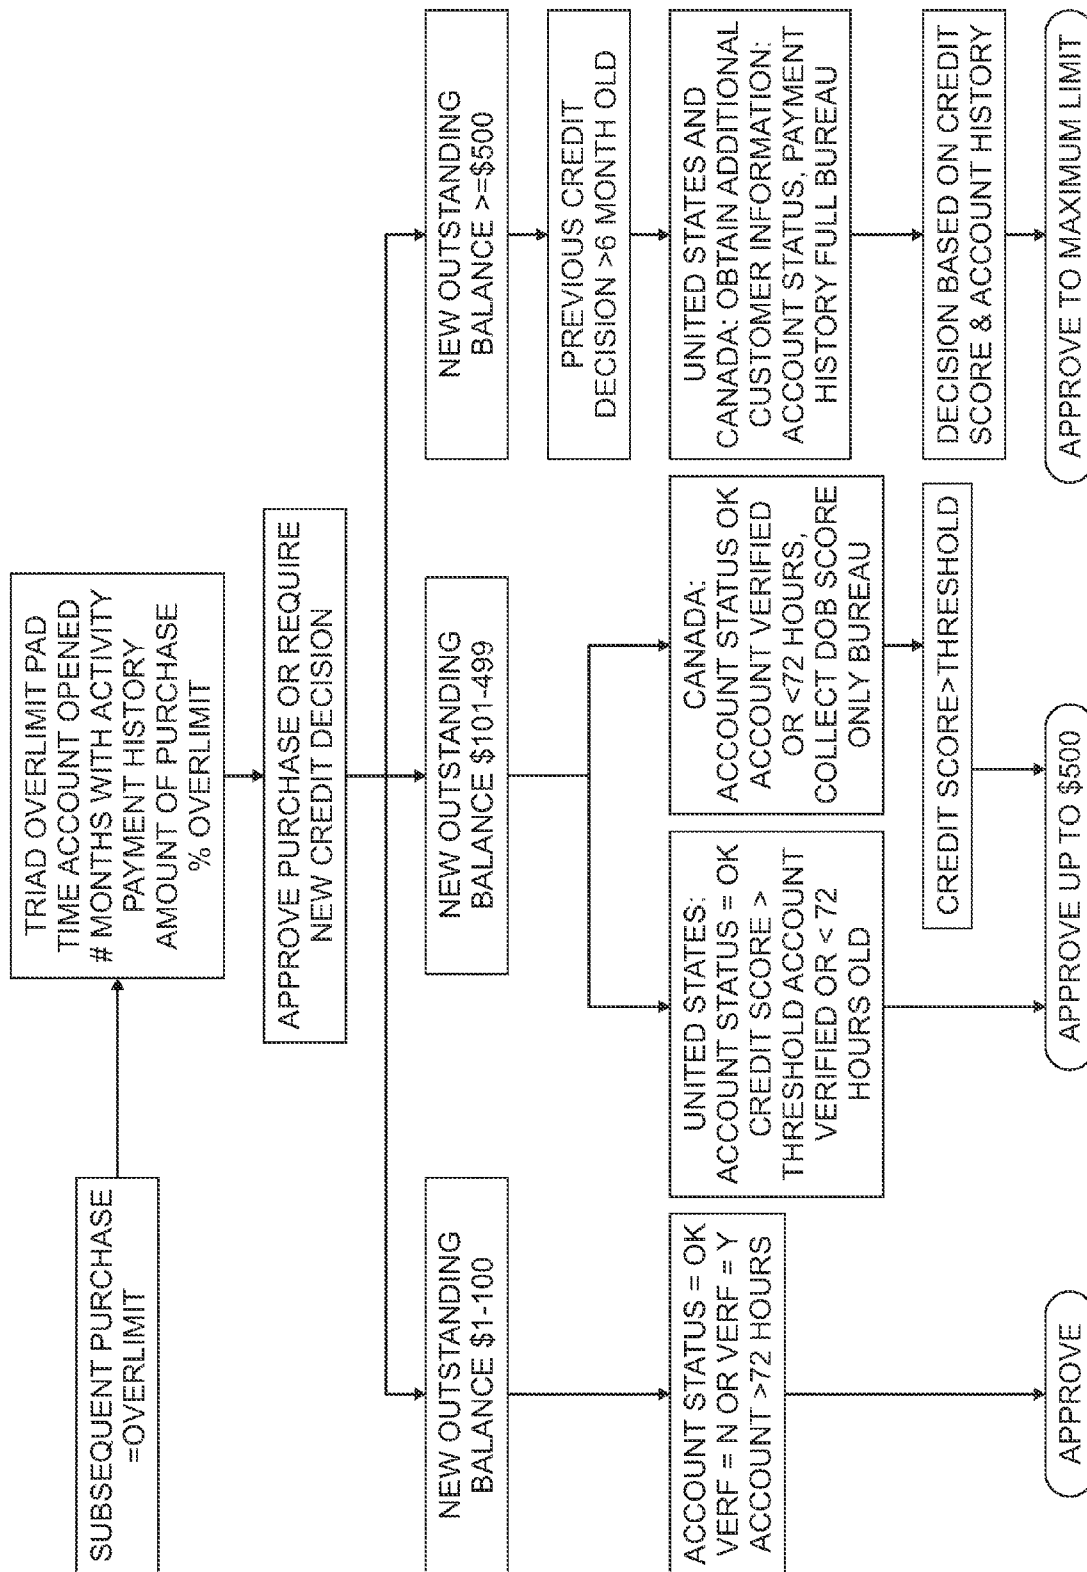 SUBSEQUENT PURCHASE
=OVERLIMIT
TRIAD OVERLIMIT PAD
TIME ACCOUNT OPENED
# MONTHS WITH ACTIVITY
PAYMENT HISTORY
AMOUNT OF PURCHASE
% OVERLIMIT
APPROVE PURCHASE OR REQUIRE
NEW CREDIT DECISION
NEW OUTSTANDING
BALANCE $1-100
ACCOUNT STATUS = OK
VERF = N OR VERF = Y
ACCOUNT >72 HOURS
APPROVE
NEW OUTSTANDING
BALANCE $101-499
UNITED STATES:
ACCOUNT STATUS = OK
CREDIT SCORE >
THRESHOLD ACCOUNT
VERIFIED OR < 72
HOURS OLD
CANADA:
ACCOUNT STATUS OK
ACCOUNT VERIFIED
OR <72 HOURS,
COLLECT DOB SCORE
ONLY BUREAU
CREDIT SCORE>THRESHOLD
APPROVE UP TO $500
NEW OUTSTANDING
BALANCE >=$500
PREVIOUS CREDIT
DECISION >6 MONTH OLD
UNITED STATES AND
CANADA: OBTAIN ADDITIONAL
CUSTOMER INFORMATION:
ACCOUNT STATUS, PAYMENT
HISTORY FULL BUREAU
DECISION BASED ON CREDIT
SCORE & ACCOUNT HISTORY
APPROVE TO MAXIMUM LIMIT